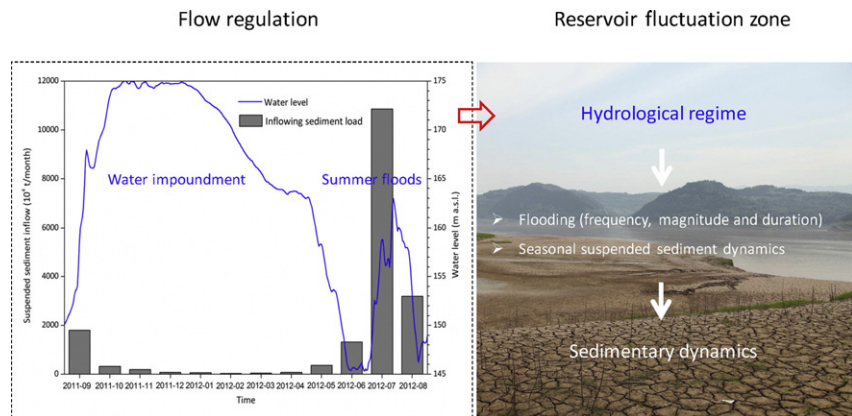 Flow regulation
Reservoir fluctuation zone
12000
10000
8000
6000
4000
2000
0
Suspended sediment inflow (10⁴ t/month)
Water level
Inflowing sediment load
Water impoundment
Summer floods
175
170
165
160
155
150
145
Water level (m a.s.l.)
2011-09 2011-10 2011-11 2011-12 2012-01 2012-02 2012-03 2012-04 2012-05 2012-06 2012-07 2012-08
Time
Hydrological regime
Flooding (frequency, magnitude and duration)
Seasonal suspended sediment dynamics
Sedimentary dynamics